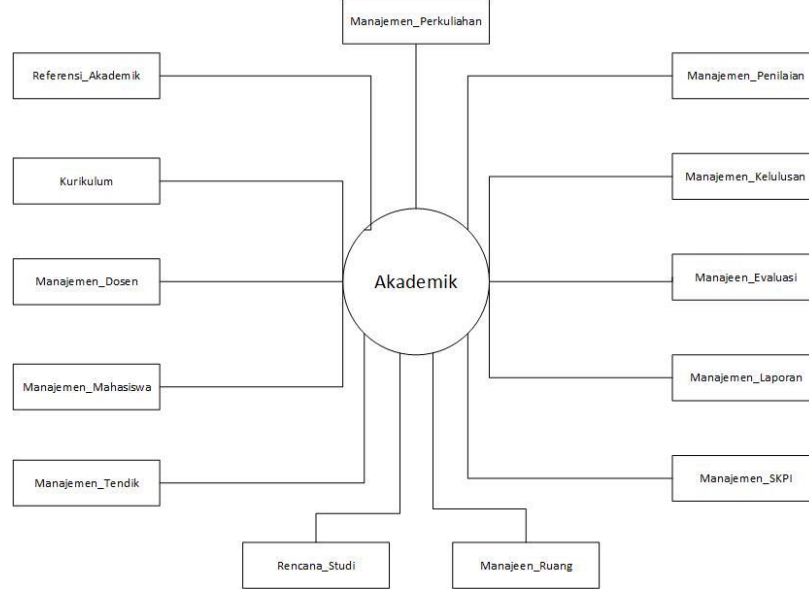 Manajemen_Perkuliahan
Referensi_Akademik
Manajemen_Penilaian
Kurikulum
Manajemen_Kelulusan
Akademik
Manajemen_Dosen
Manajeen_Evaluasi
Manajemen_Mahasiswa
Manajemen_Laporan
Manajemen_Tendik
Manajemen_SKPI
Rencana_Studi
Manajeen_Ruang